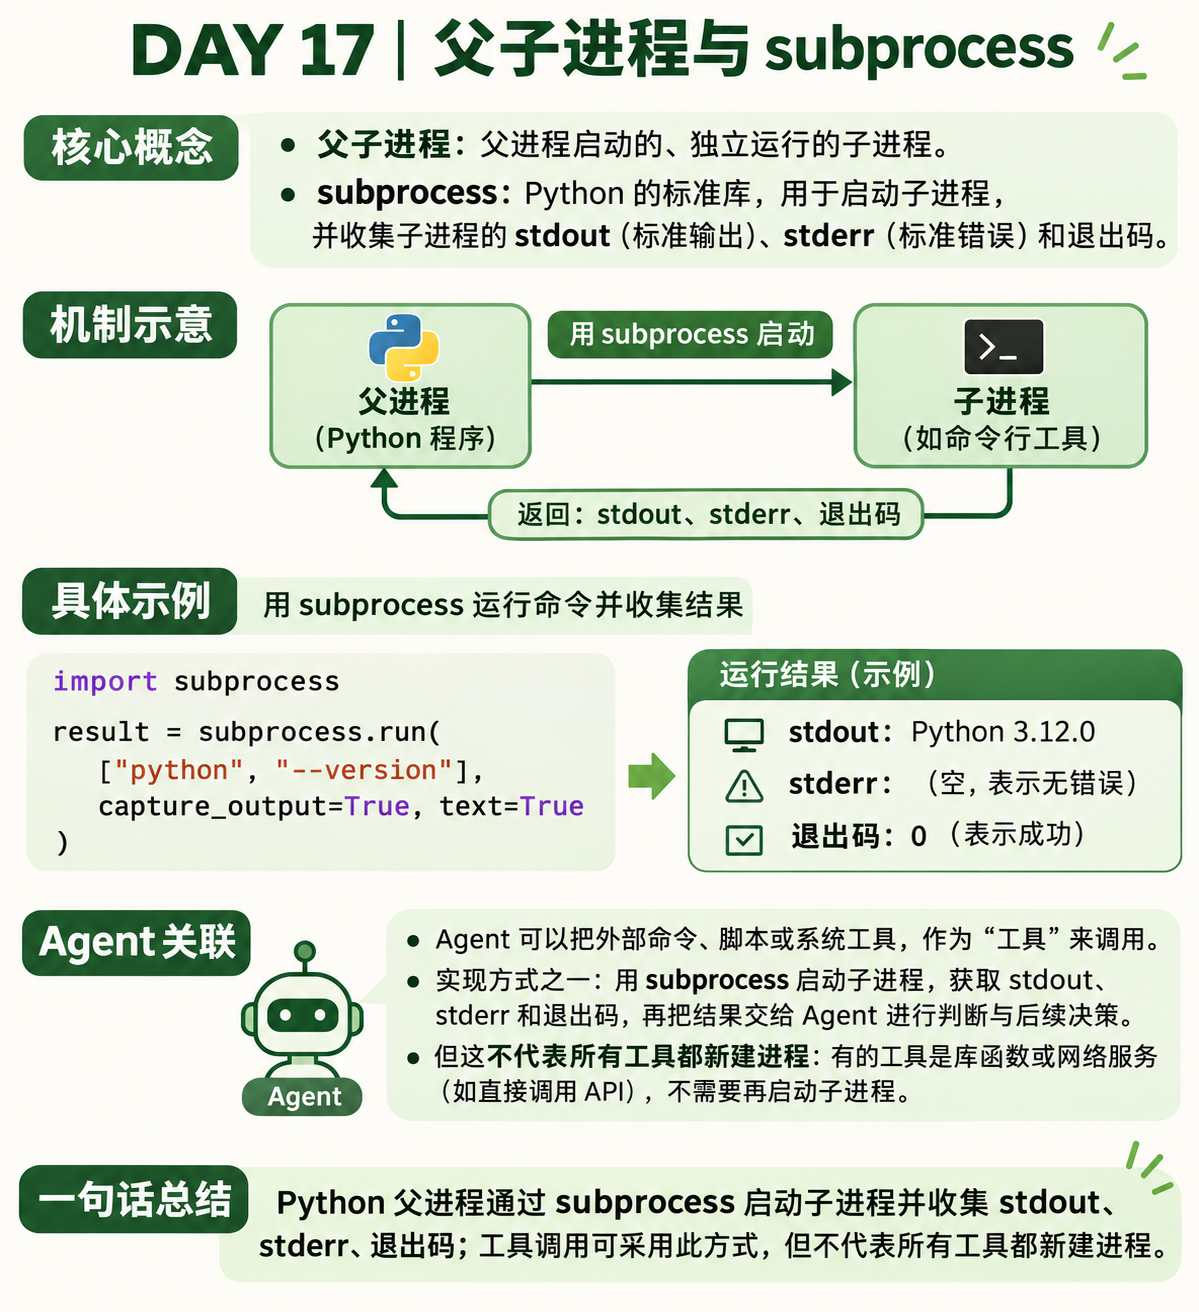 DAY 17 | 父子进程与 subprocess
核心概念
• 父子进程：父进程启动的、独立运行的子进程。
• subprocess：Python 的标准库，用于启动子进程，
并收集子进程的 stdout（标准输出）、stderr（标准错误）和退出码。
机制示意
父进程
（Python 程序）
用 subprocess 启动
>_
子进程
（如命令行工具）
返回：stdout、stderr、退出码
具体示例
用 subprocess 运行命令并收集结果
import subprocess
result = subprocess.run(
["python", "--version"],
capture_output=True, text=True
)
运行结果（示例）
stdout： Python 3.12.0
stderr： （空，表示无错误）
退出码：0 （表示成功）
Agent 关联
Agent
• Agent 可以把外部命令、脚本或系统工具，作为“工具”来调用。
• 实现方式之一：用 subprocess 启动子进程，获取 stdout、
stderr 和退出码，再把结果交给 Agent 进行判断与后续决策。
• 但这不代表所有工具都新建进程：有的工具是库函数或网络服务
（如直接调用 API），不需要再启动子进程。
一句话总结
Python 父进程通过 subprocess 启动子进程并收集 stdout、
stderr、退出码；工具调用可采用此方式，但不代表所有工具都新建进程。